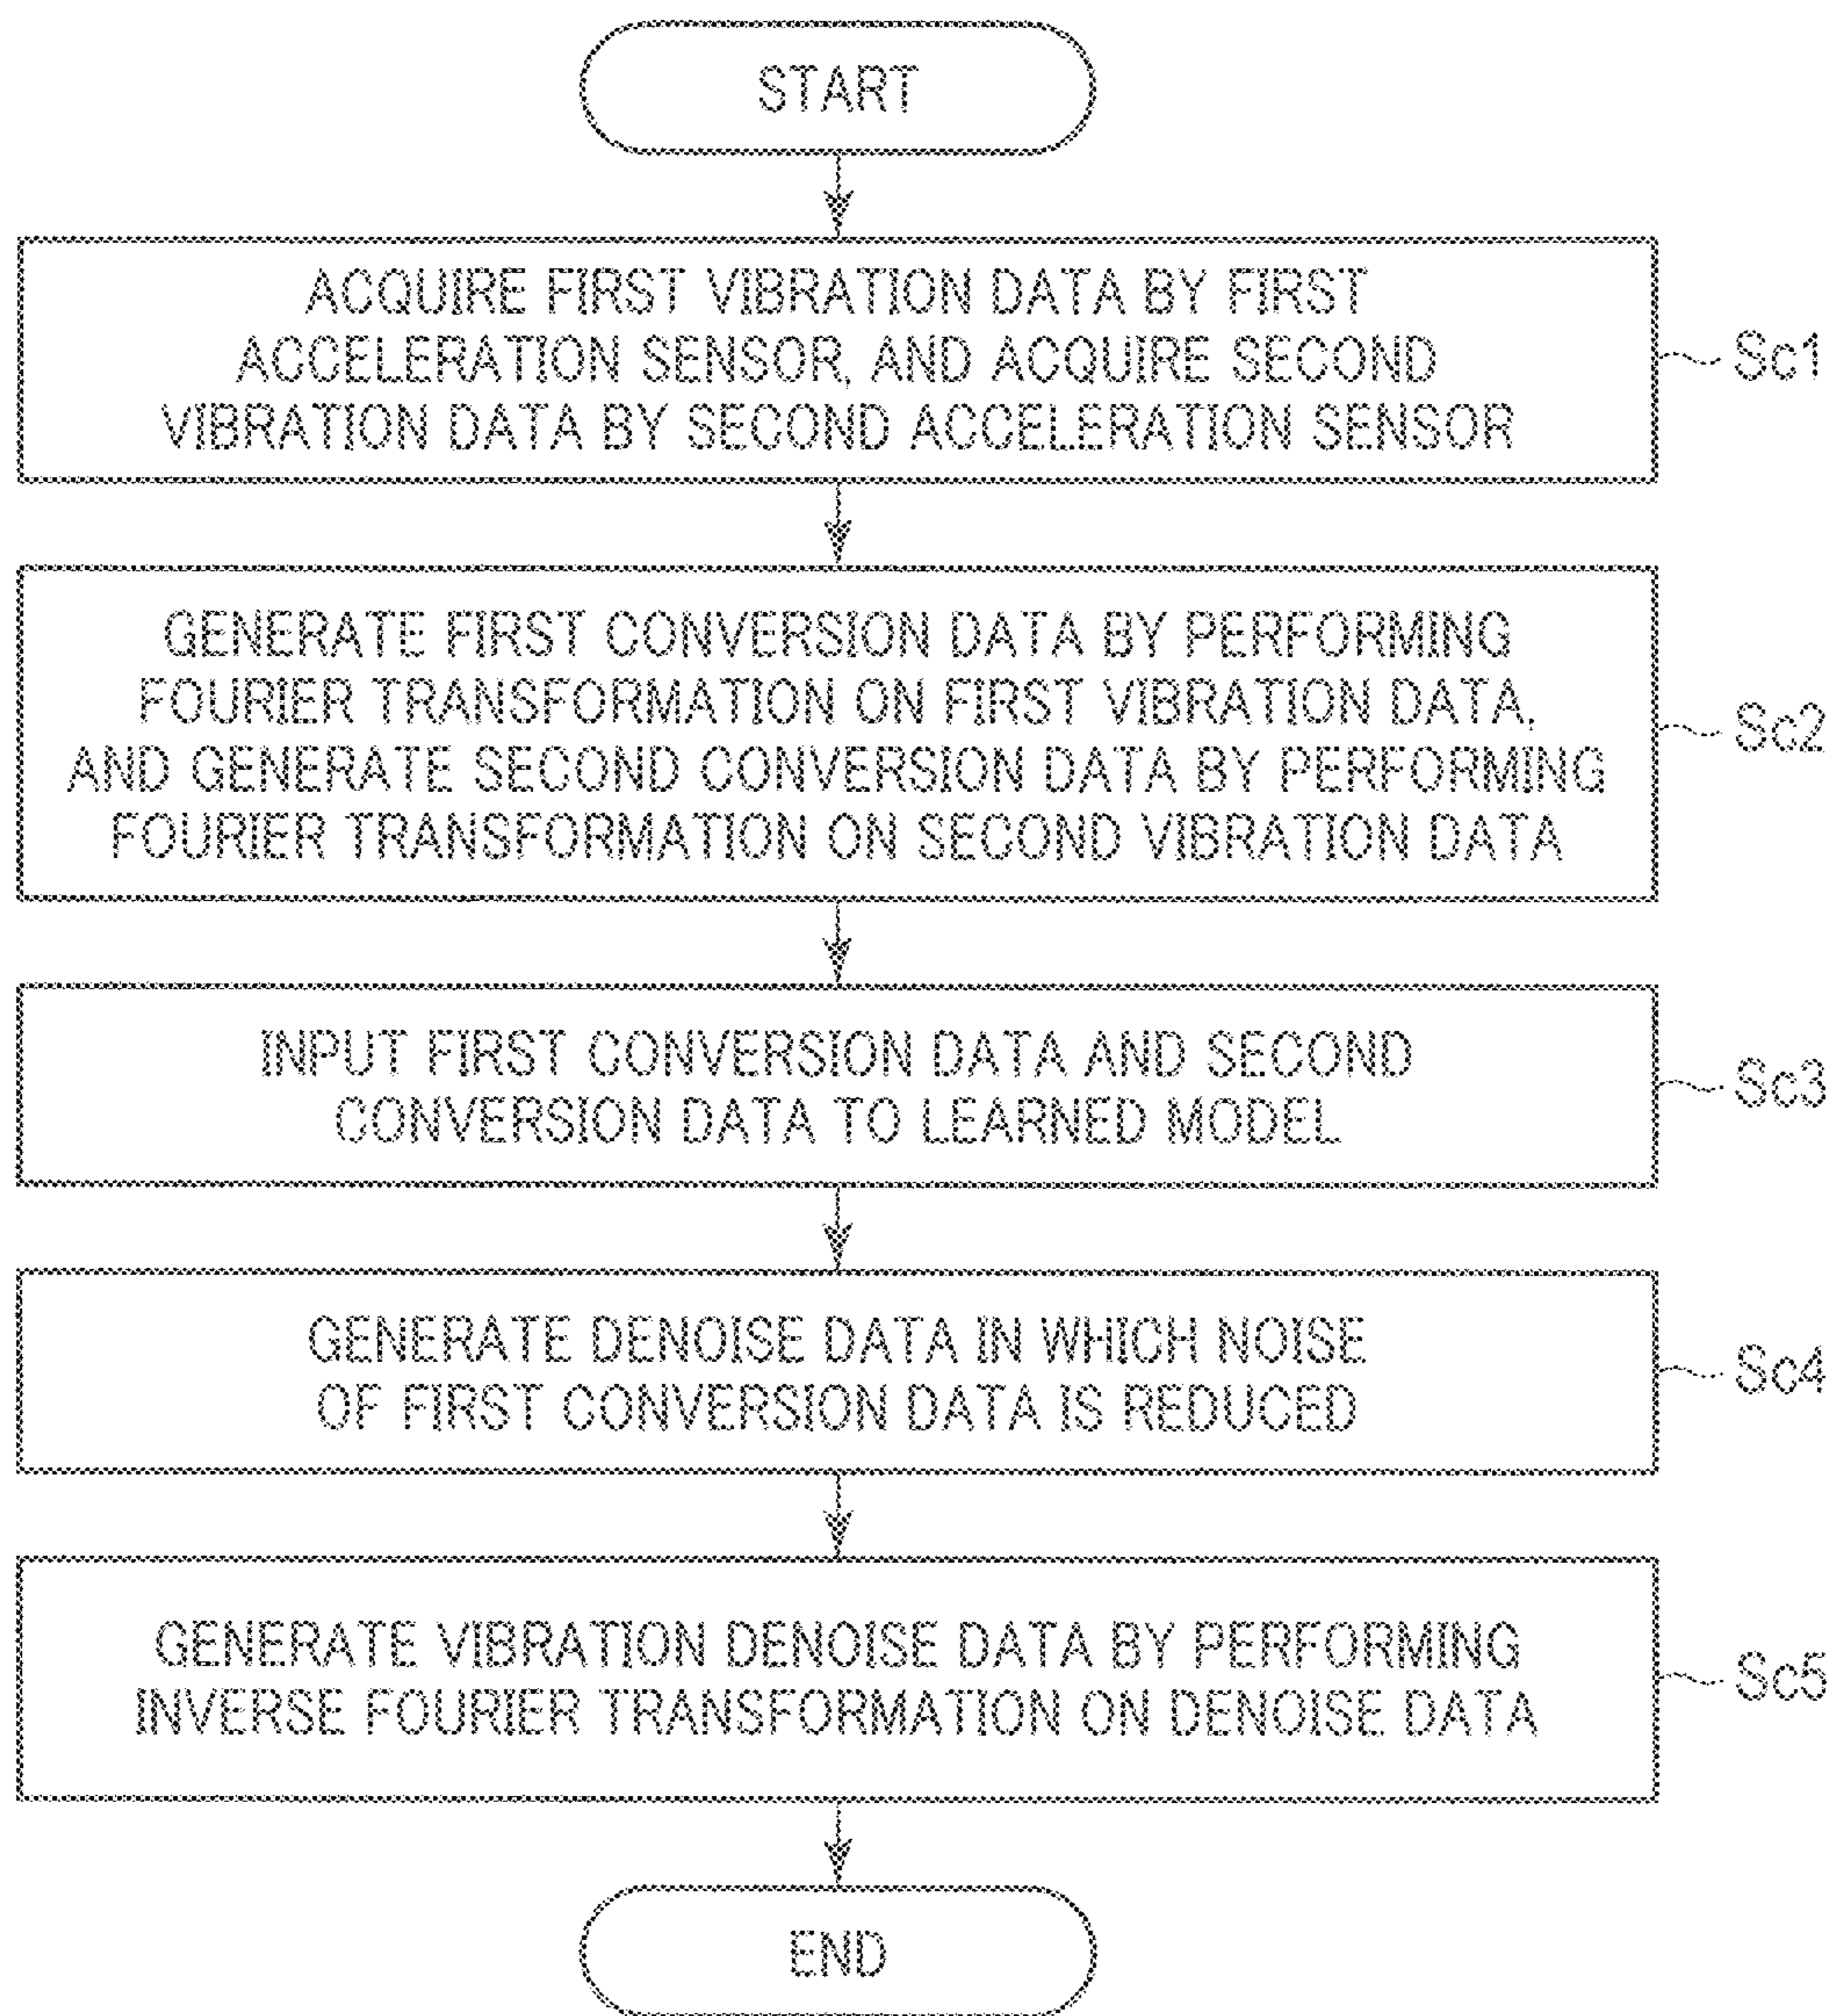 START
ACQUIRE FIRST VIBRATION DATA BY FIRST
ACCELERATION SENSOR, AND ACQUIRE SECOND
VIBRATION DATA BY SECOND ACCELERATION SENSOR
Sc1
GENERATE FIRST CONVERSION DATA BY PERFORMING
FOURIER TRANSFORMATION ON FIRST VIBRATION DATA,
AND GENERATE SECOND CONVERSION DATA BY PERFORMING
FOURIER TRANSFORMATION ON SECOND VIBRATION DATA
Sc2
INPUT FIRST CONVERSION DATA AND SECOND
CONVERSION DATA TO LEARNED MODEL
Sc3
GENERATE DENOISE DATA IN WHICH NOISE
OF FIRST CONVERSION DATA IS REDUCED
Sc4
GENERATE VIBRATION DENOISE DATA BY PERFORMING
INVERSE FOURIER TRANSFORMATION ON DENOISE DATA
Sc5
END